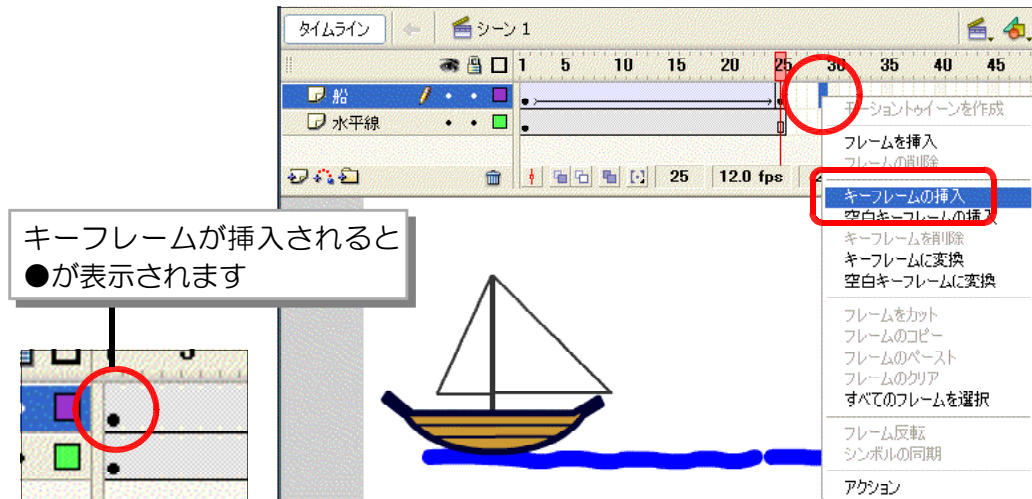 タイムライン
シーン 1
1 5 10 15 20 25 30 35 40 45
船
水平線
25 12.0 fps
モーショントゥイーンを作成
フレームを挿入
フレームの削除
キーフレームの挿入
空白キーフレームの挿入
キーフレームを削除
キーフレームに変換
空白キーフレームに変換
フレームをカット
フレームのコピー
フレームのペースト
フレームのクリア
すべてのフレームを選択
フレーム反転
シンボルの同期
アクション
キーフレームが挿入されると
●が表示されます